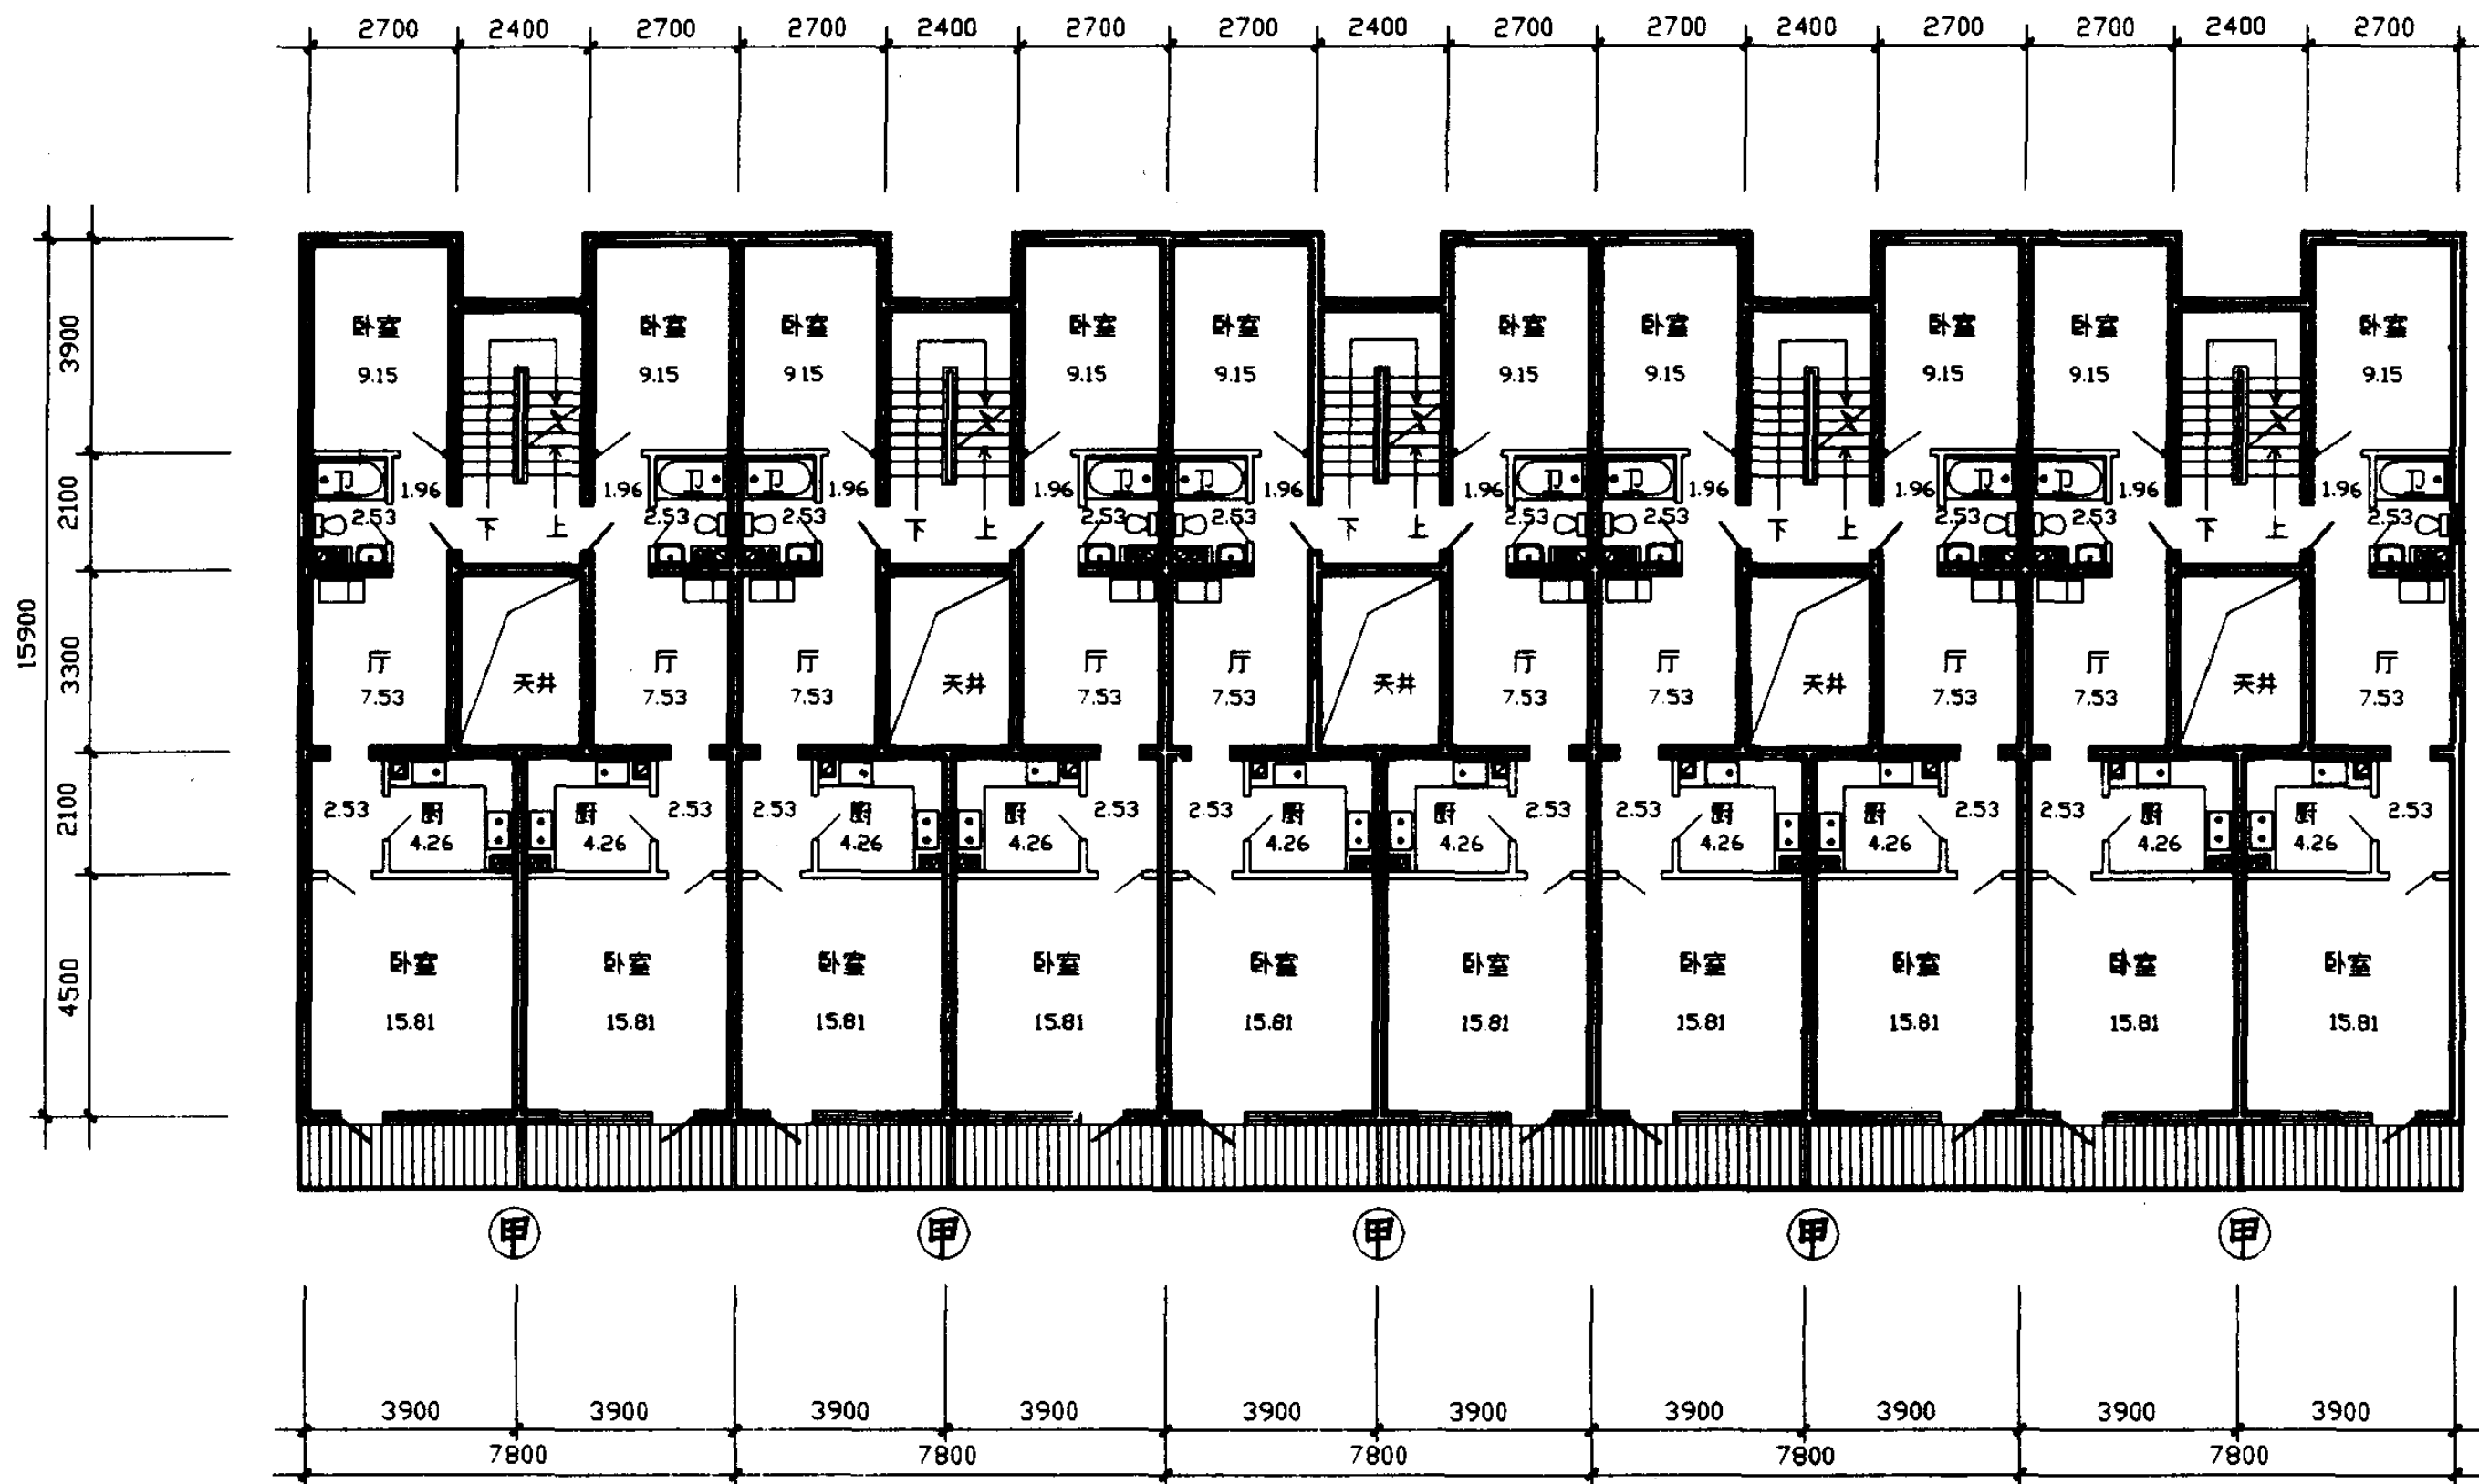 2700 2400 2700 2700 2400 2700 2700 2400 2700 2700 2400 2700 2700 2400 2700
15900
3900
2100
3300
2100
4500
卧室 卧室 卧室 卧室 卧室 卧室 卧室 卧室 卧室 卧室
9.15 9.15 9.15 9.15 9.15 9.15 9.15 9.15 9.15 9.15
卫 卫 卫 卫 卫 卫 卫 卫 卫 卫
1.96 1.96 1.96 1.96 1.96 1.96 1.96 1.96 1.96 1.96
2.53 2.53 2.53 2.53 2.53 2.53 2.53 2.53 2.53 2.53
下 上 下 上 下 上 下 上 下 上
厅 厅 厅 厅 厅 厅 厅 厅 厅 厅
天井 天井 天井 天井 天井
7.53 7.53 7.53 7.53 7.53 7.53 7.53 7.53 7.53 7.53
2.53 2.53 2.53 2.53 2.53 2.53 2.53 2.53 2.53 2.53
厨 厨 厨 厨 厨 厨 厨 厨 厨 厨
4.26 4.26 4.26 4.26 4.26 4.26 4.26 4.26 4.26 4.26
卧室 卧室 卧室 卧室 卧室 卧室 卧室 卧室 卧室 卧室
15.81 15.81 15.81 15.81 15.81 15.81 15.81 15.81 15.81 15.81
甲 甲 甲 甲 甲
3900 3900 3900 3900 3900 3900 3900 3900 3900 3900
7800 7800 7800 7800 7800